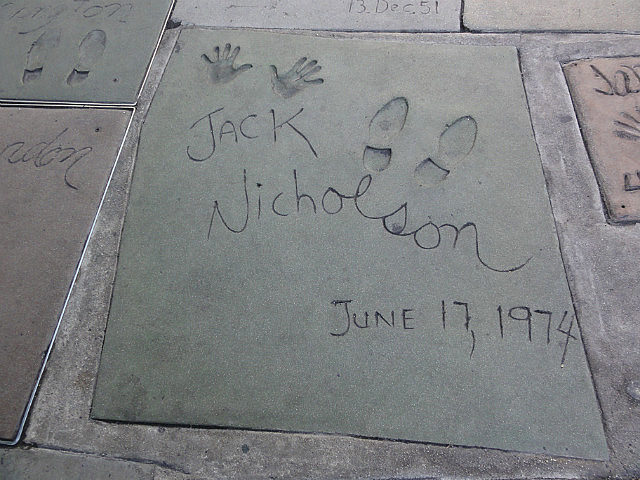 13 Dec 51
JACK
Nicholson
JUNE 17, 1974